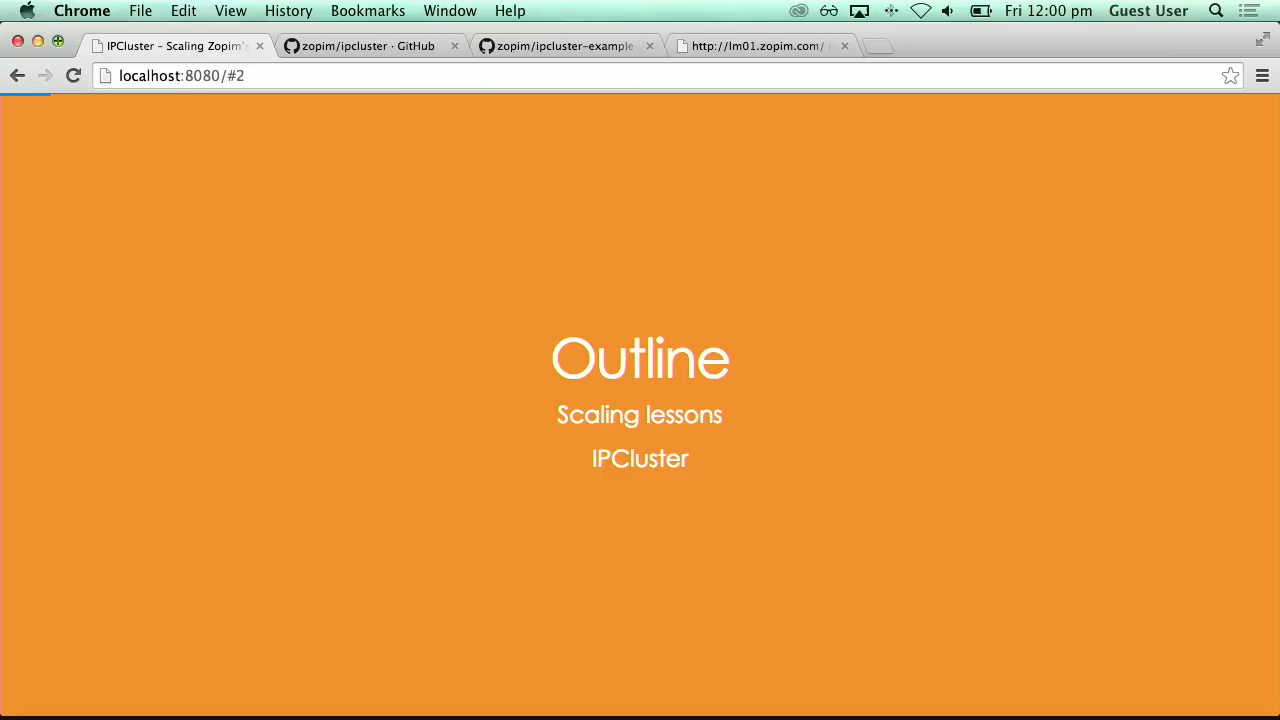 Chrome File Edit View History Bookmarks Window Help Fri 12:00 pm Guest User
IPCluster – Scaling Zopim's zopim/ipcluster · GitHub zopim/ipcluster-example http://lm01.zopim.com/
localhost:8080/#2
Outline
Scaling lessons
IPCluster